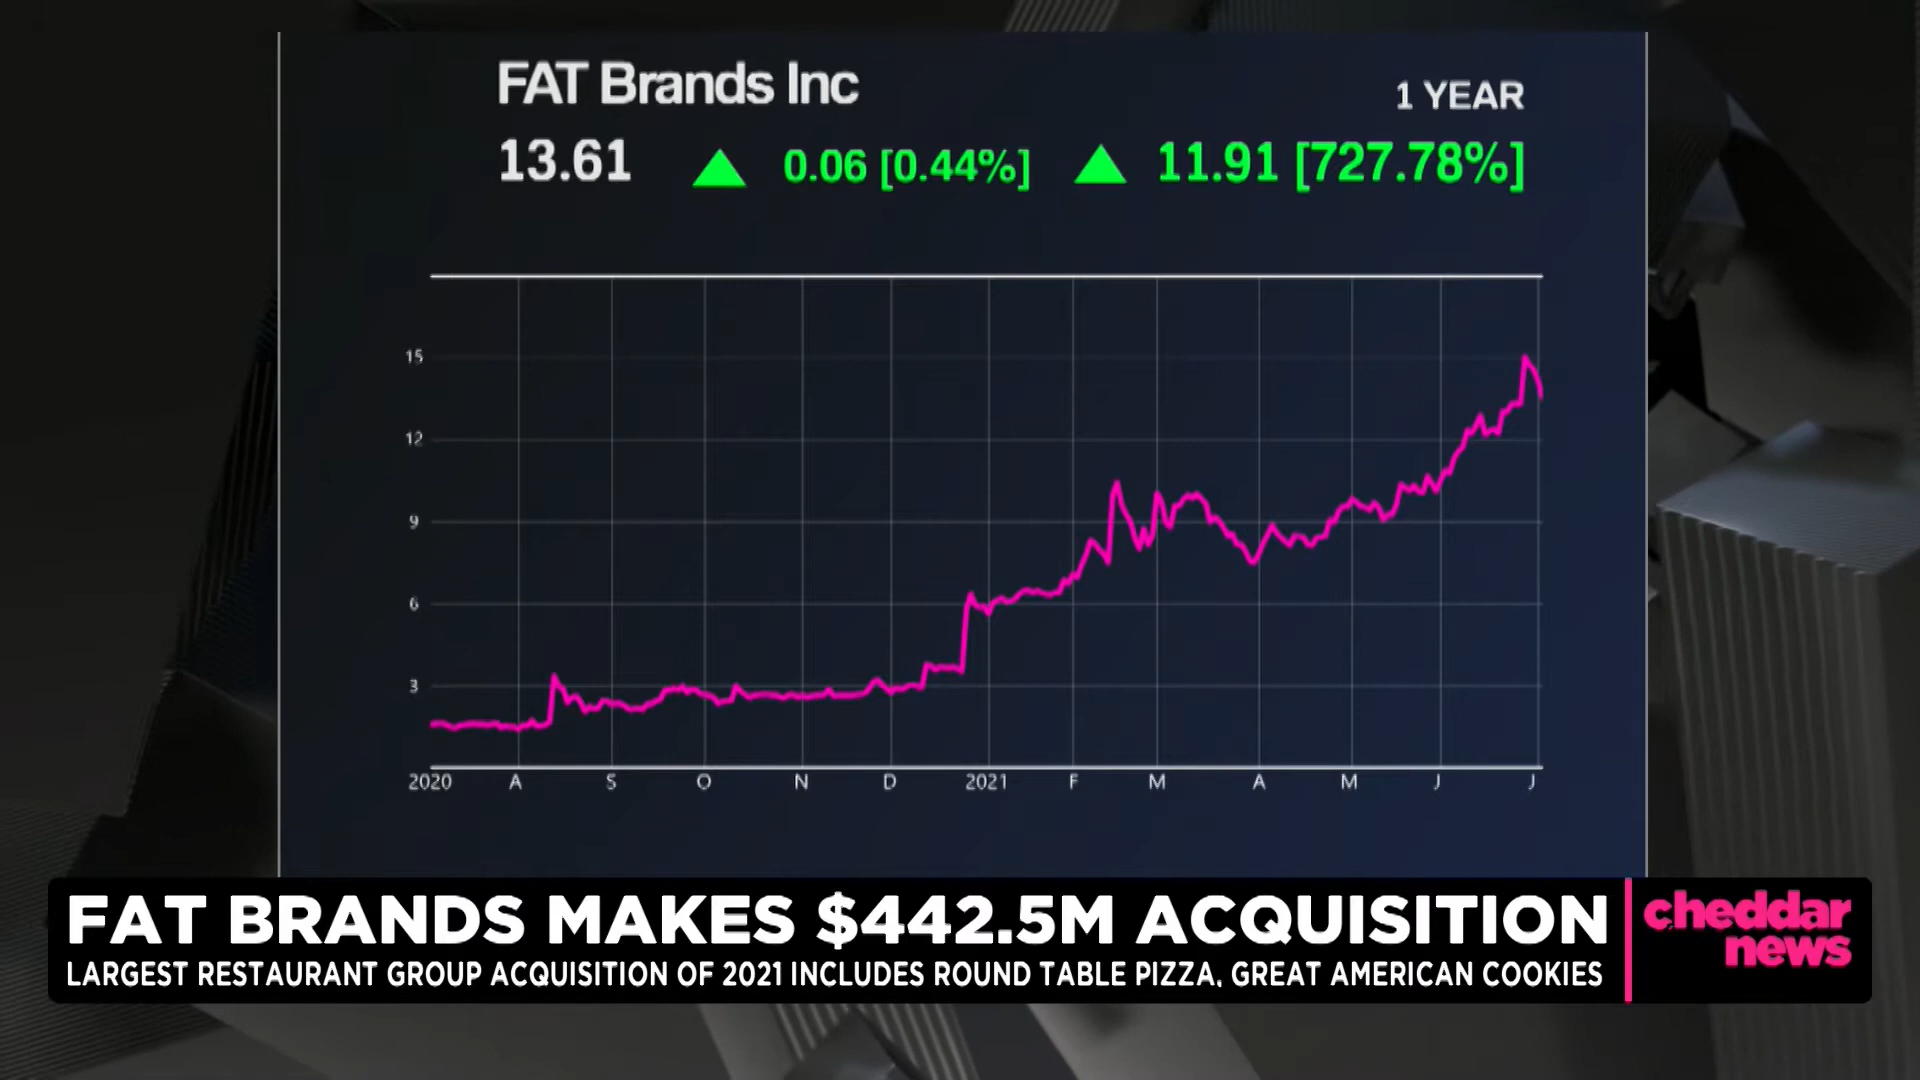 FAT Brands Inc
1 YEAR
13.61 ▲ 0.06 [0.44%] ▲ 11.91 [727.78%]
15
12
9
6
3
2020 A S O N D 2021 F M A M J J
FAT BRANDS MAKES $442.5M ACQUISITION
LARGEST RESTAURANT GROUP ACQUISITION OF 2021 INCLUDES ROUND TABLE PIZZA, GREAT AMERICAN COOKIES
cheddar
news